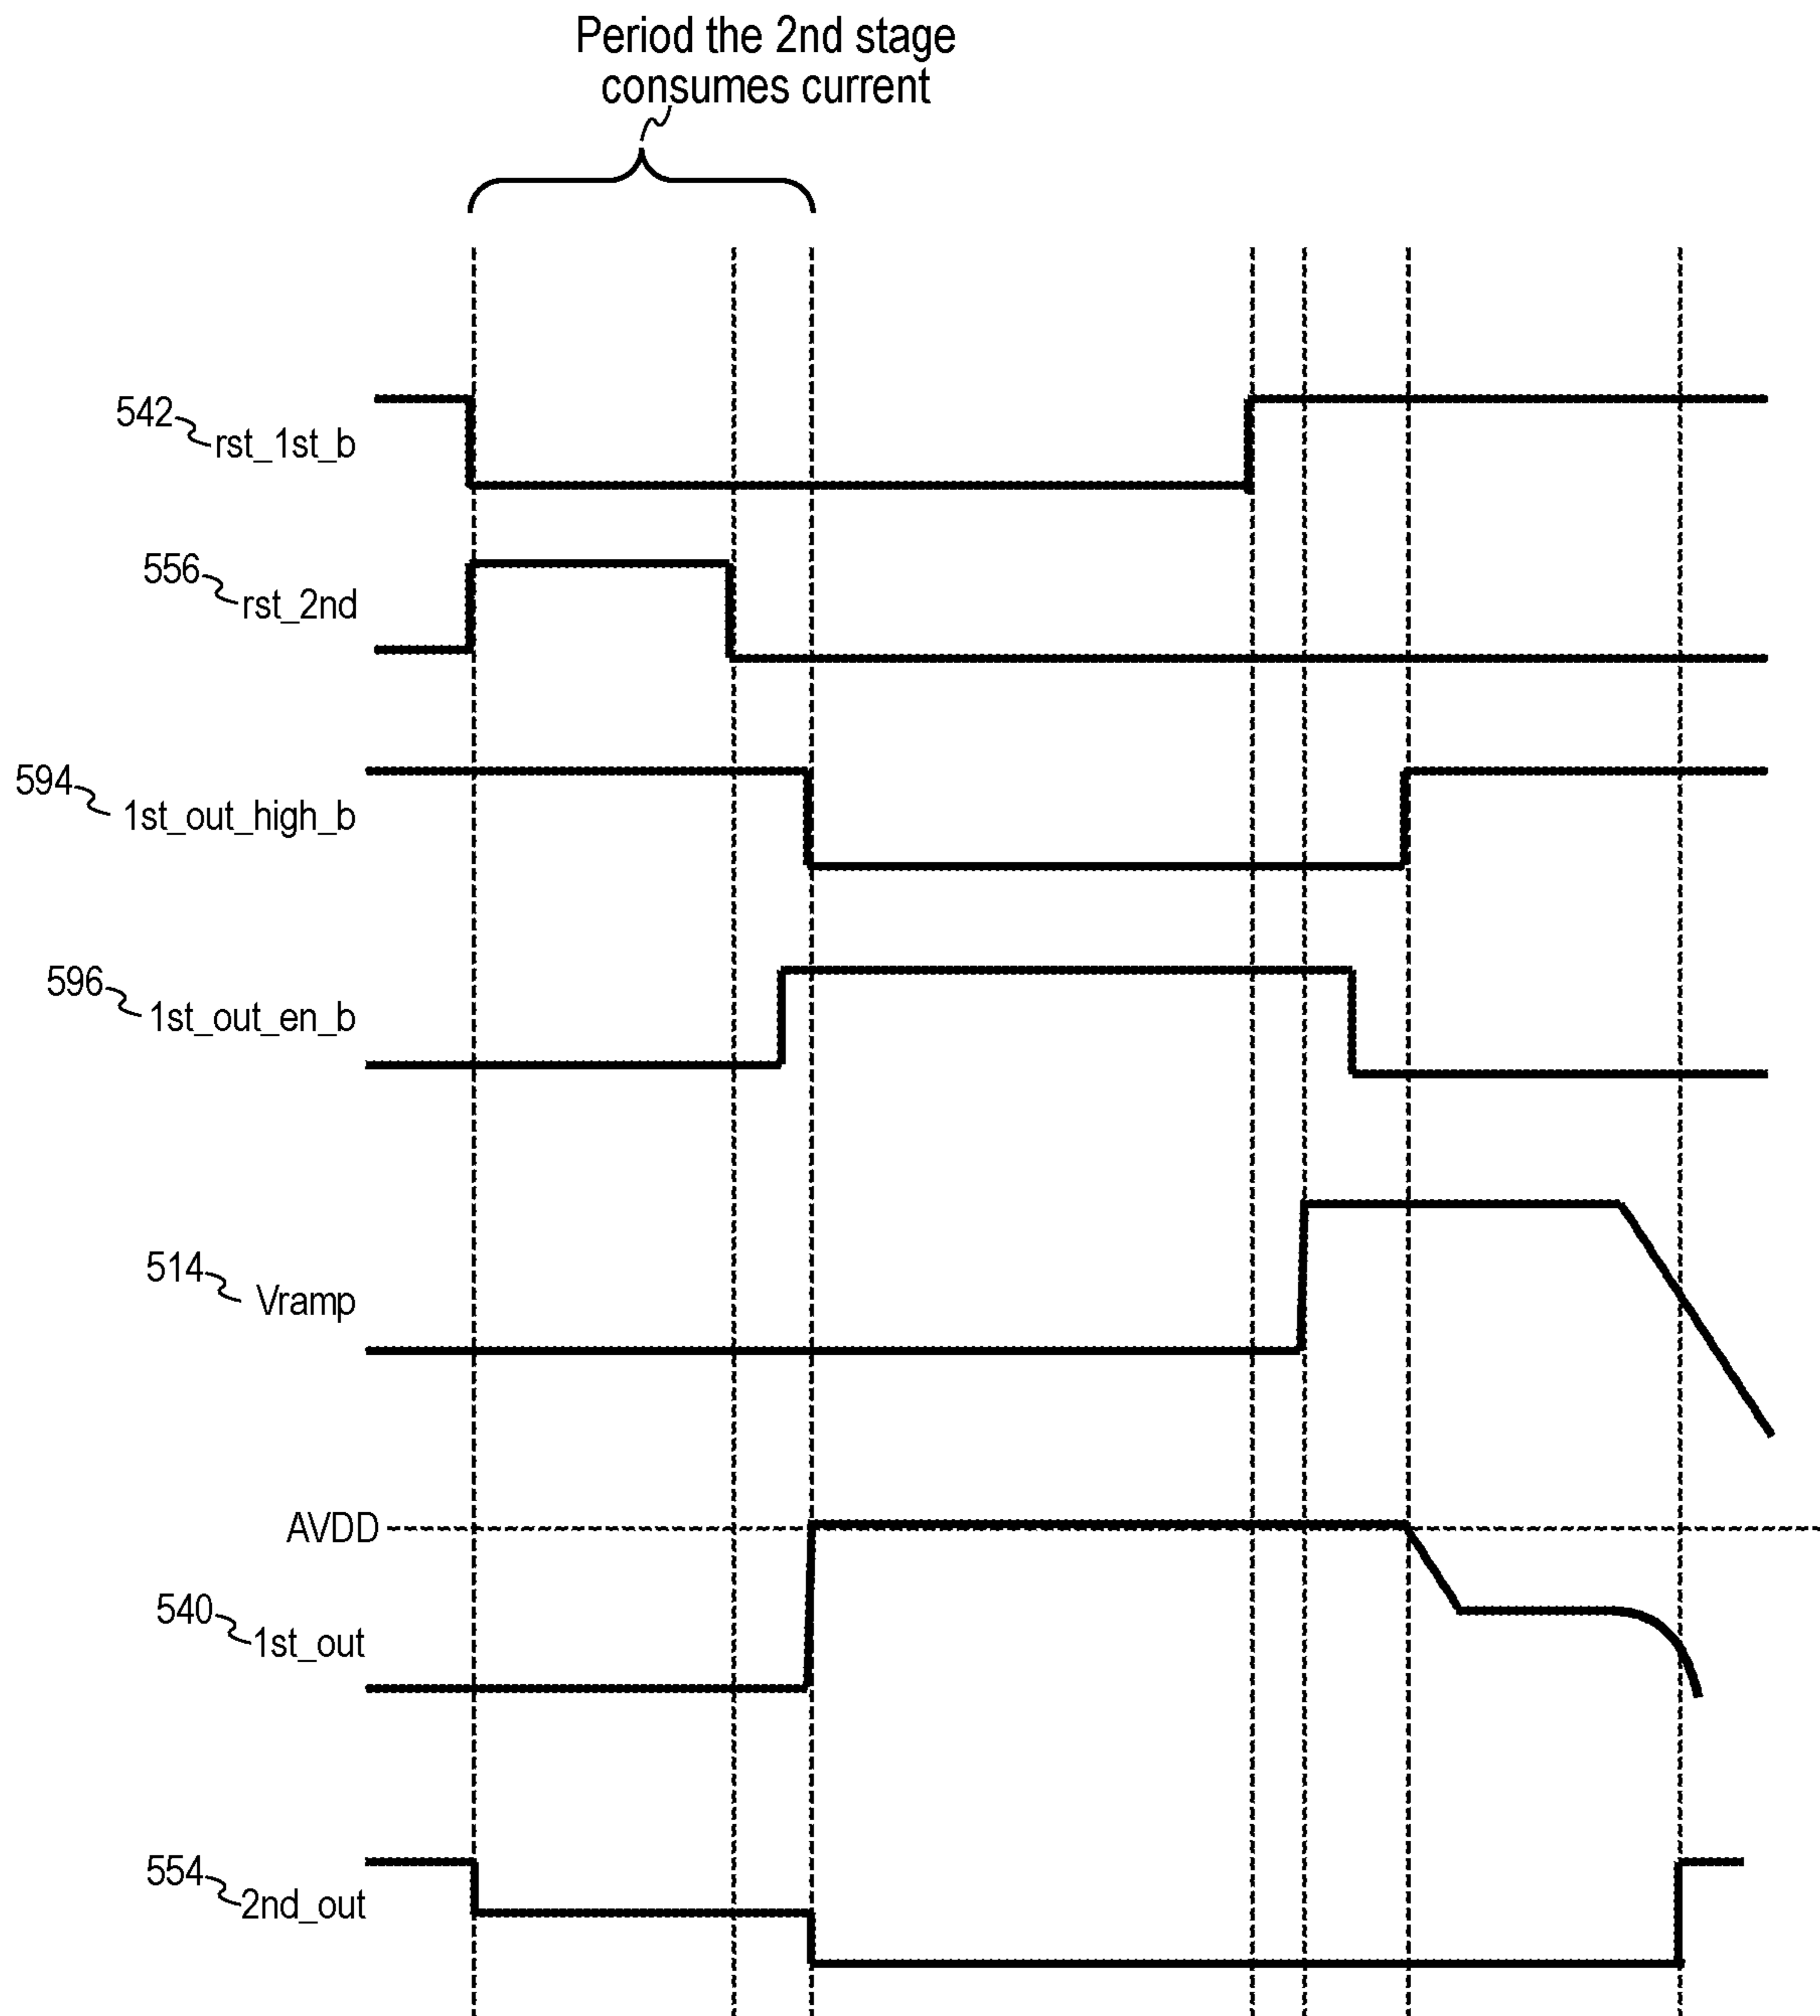 Period the 2nd stage
consumes current
542
rst_1st_b
556
rst_2nd
594
1st_out_high_b
596
1st_out_en_b
514
Vramp
AVDD
540
1st_out
554
2nd_out